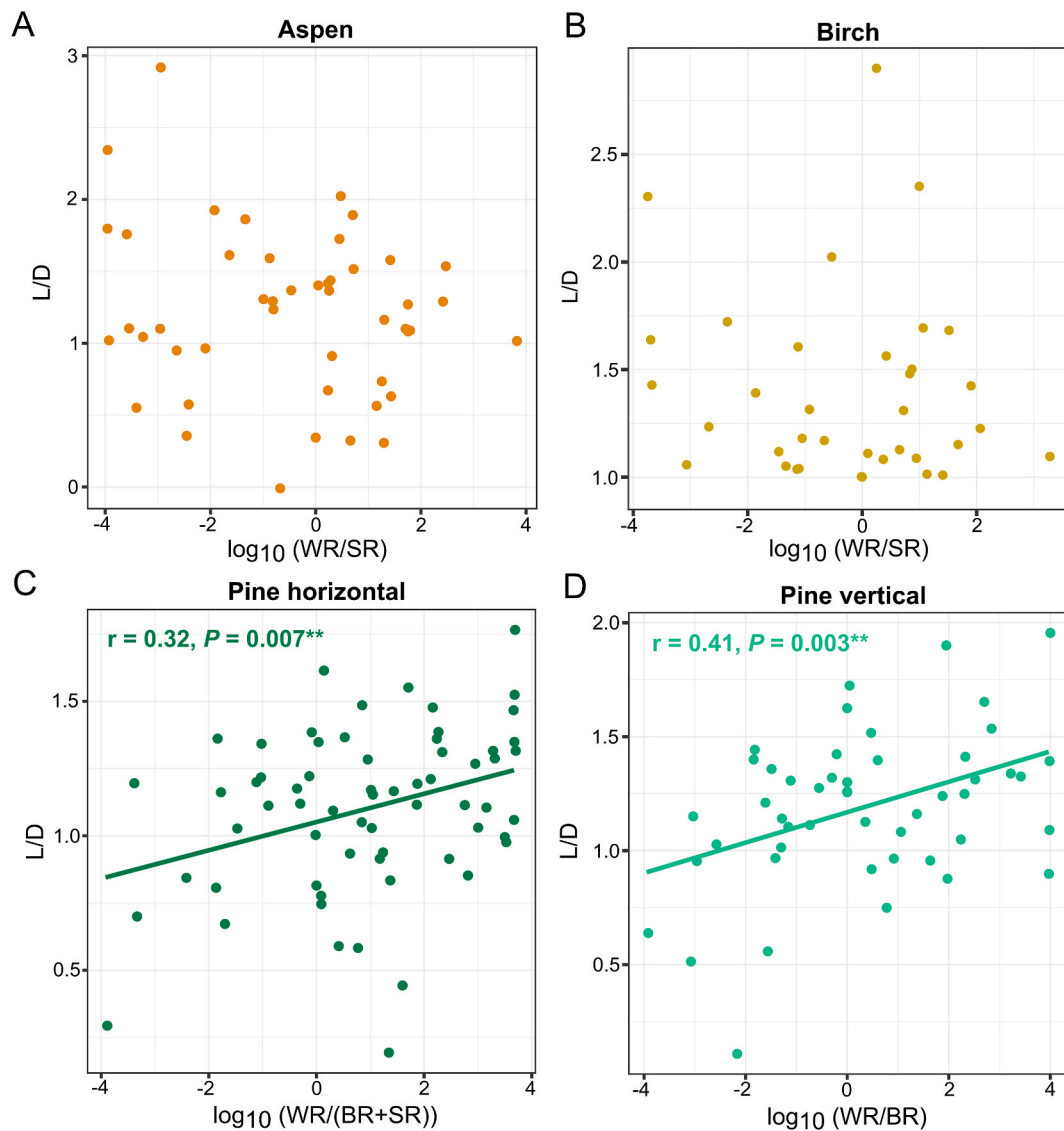 A
Aspen
3
2
1
0
L/D
-4
-2
0
2
4
log10 (WR/SR)
B
Birch
2.5
2.0
1.5
1.0
L/D
-4
-2
0
2
4
log10 (WR/SR)
C
Pine horizontal
r = 0.32, P = 0.007**
1.5
1.0
0.5
L/D
-4
-2
0
2
4
log10 (WR/(BR+SR))
D
Pine vertical
r = 0.41, P = 0.003**
2.0
1.5
1.0
0.5
L/D
-4
-2
0
2
4
log10 (WR/BR)